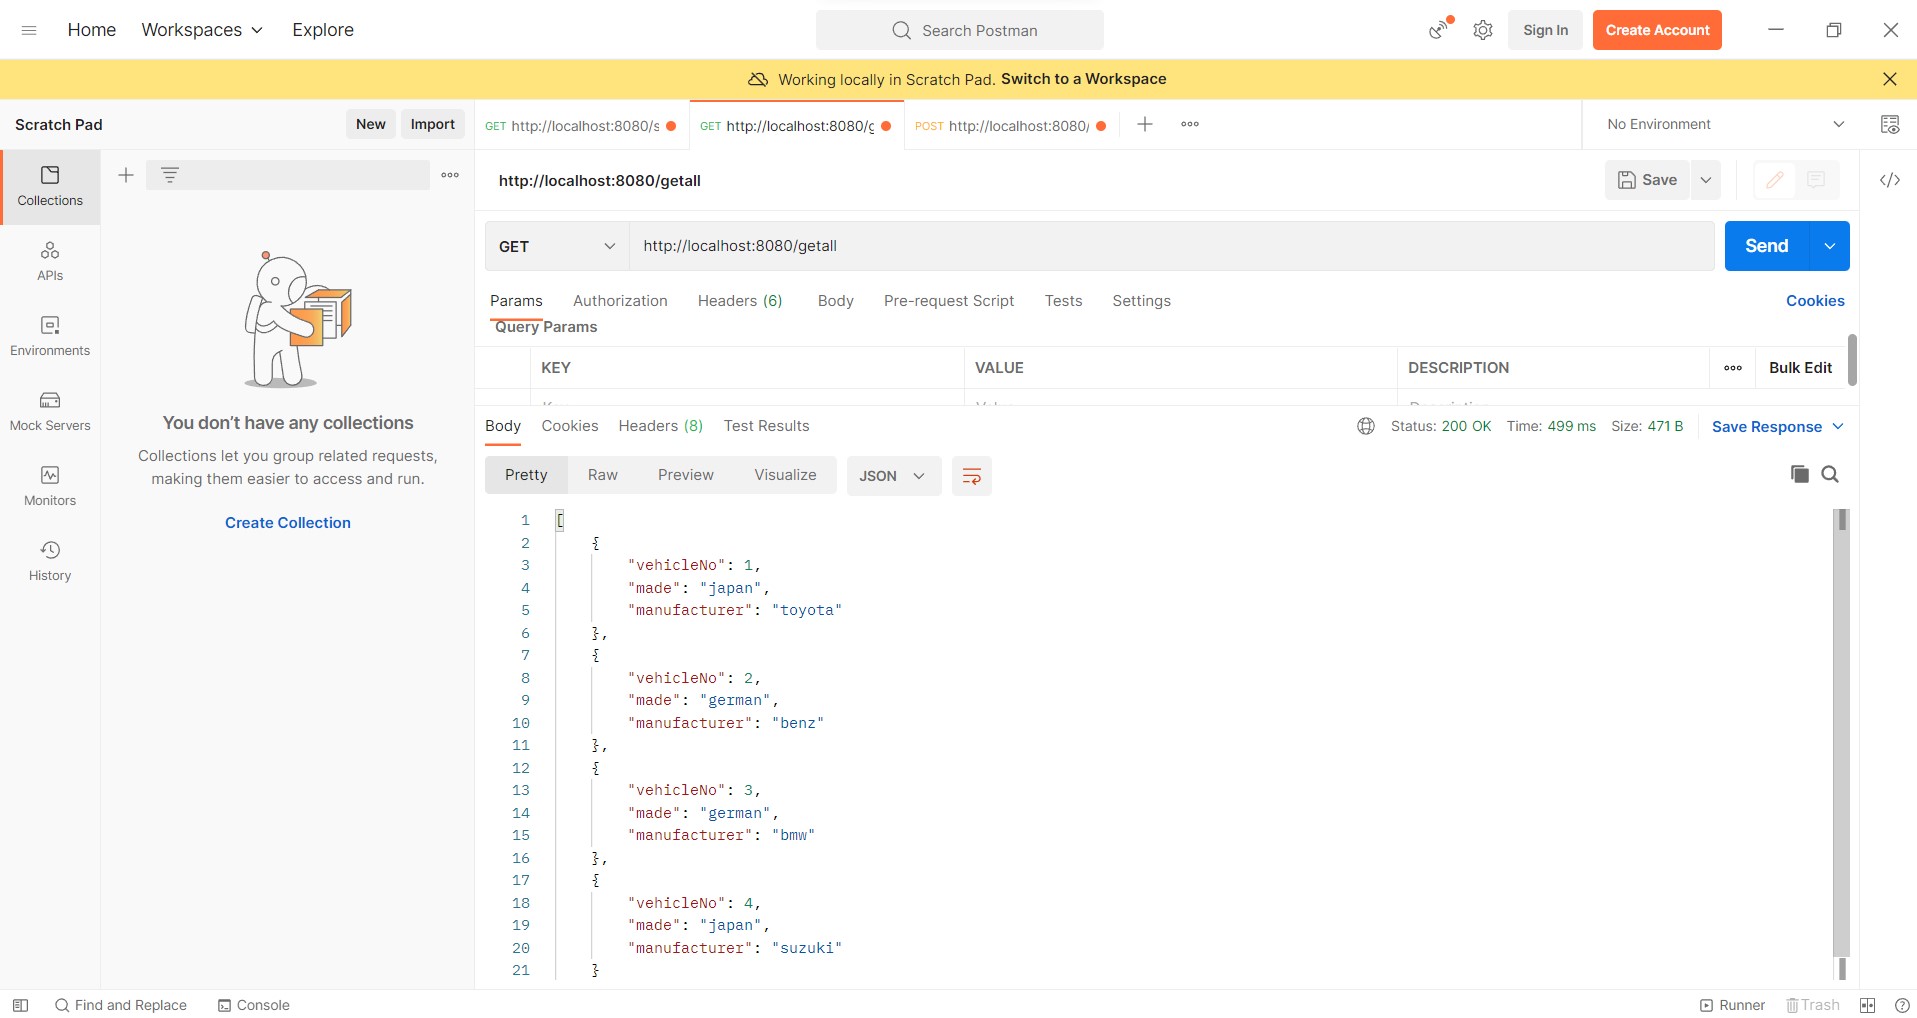 Home Workspaces Explore
Search Postman
Sign In Create Account
Working locally in Scratch Pad. Switch to a Workspace
Scratch Pad New Import
GET http://localhost:8080/s GET http://localhost:8080/g POST http://localhost:8080/
No Environment
Collections
APIs
Environments
Mock Servers
Monitors
History
You don’t have any collections
Collections let you group related requests,
making them easier to access and run.
Create Collection
http://localhost:8080/getall
Save
GET http://localhost:8080/getall Send
Params Authorization Headers (6) Body Pre-request Script Tests Settings Cookies
Query Params
KEY VALUE DESCRIPTION Bulk Edit
Body Cookies Headers (8) Test Results Status: 200 OK Time: 499 ms Size: 471 B Save Response
Pretty Raw Preview Visualize JSON
1 [
2 {
3 "vehicleNo": 1,
4 "made": "japan",
5 "manufacturer": "toyota"
6 },
7 {
8 "vehicleNo": 2,
9 "made": "german",
10 "manufacturer": "benz"
11 },
12 {
13 "vehicleNo": 3,
14 "made": "german",
15 "manufacturer": "bmw"
16 },
17 {
18 "vehicleNo": 4,
19 "made": "japan",
20 "manufacturer": "suzuki"
21 }
Find and Replace Console Runner Trash